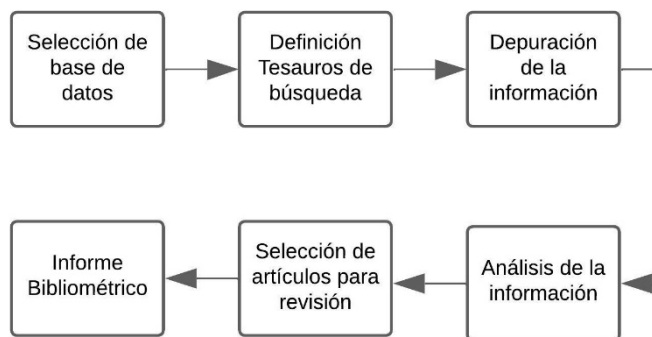 Selección de
base de
datos
Definición
Tesauros de
búsqueda
Depuración
de la
información
Informe
Bibliométrico
Selección de
artículos para
revisión
Análisis de la
información